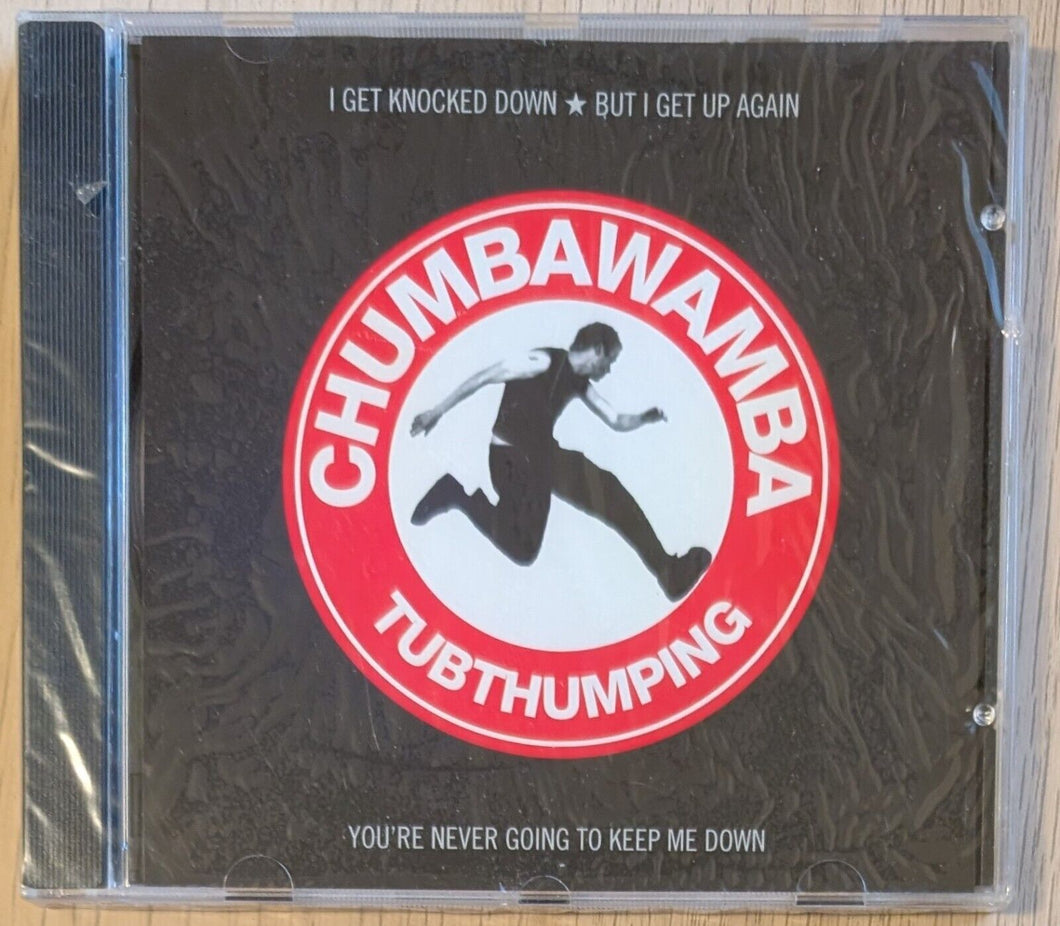 I GET KNOCKED DOWN ★ BUT I GET UP AGAIN
CHUMBAWAMBA
TUBTHUMPING
YOU'RE NEVER GOING TO KEEP ME DOWN